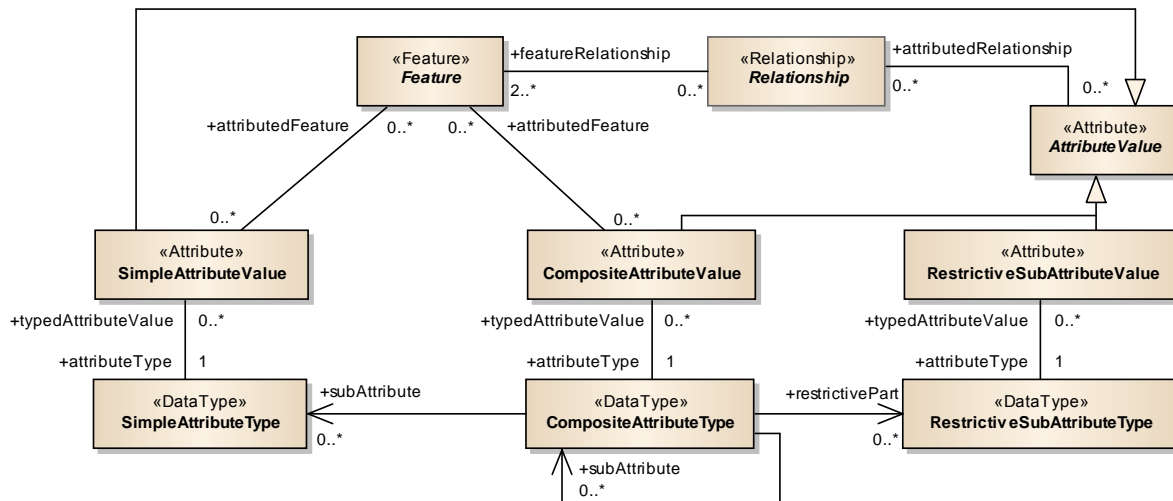 «Feature»
Feature
+featureRelationship
2..*
0..*
«Relationship»
Relationship
+attributedRelationship
0..*
0..*
«Attribute»
AttributeValue
+attributedFeature
0..*
0..*
+attributedFeature
0..*
0..*
«Attribute»
SimpleAttributeValue
«Attribute»
CompositeAttributeValue
«Attribute»
RestrictiveSubAttributeValue
+typedAttributeValue
0..*
+typedAttributeValue
0..*
+typedAttributeValue
0..*
+attributeType
1
+attributeType
1
+attributeType
1
«DataType»
SimpleAttributeType
+subAttribute
0..*
«DataType»
CompositeAttributeType
+restrictivePart
0..*
«DataType»
RestrictiveSubAttributeType
+subAttribute
0..*